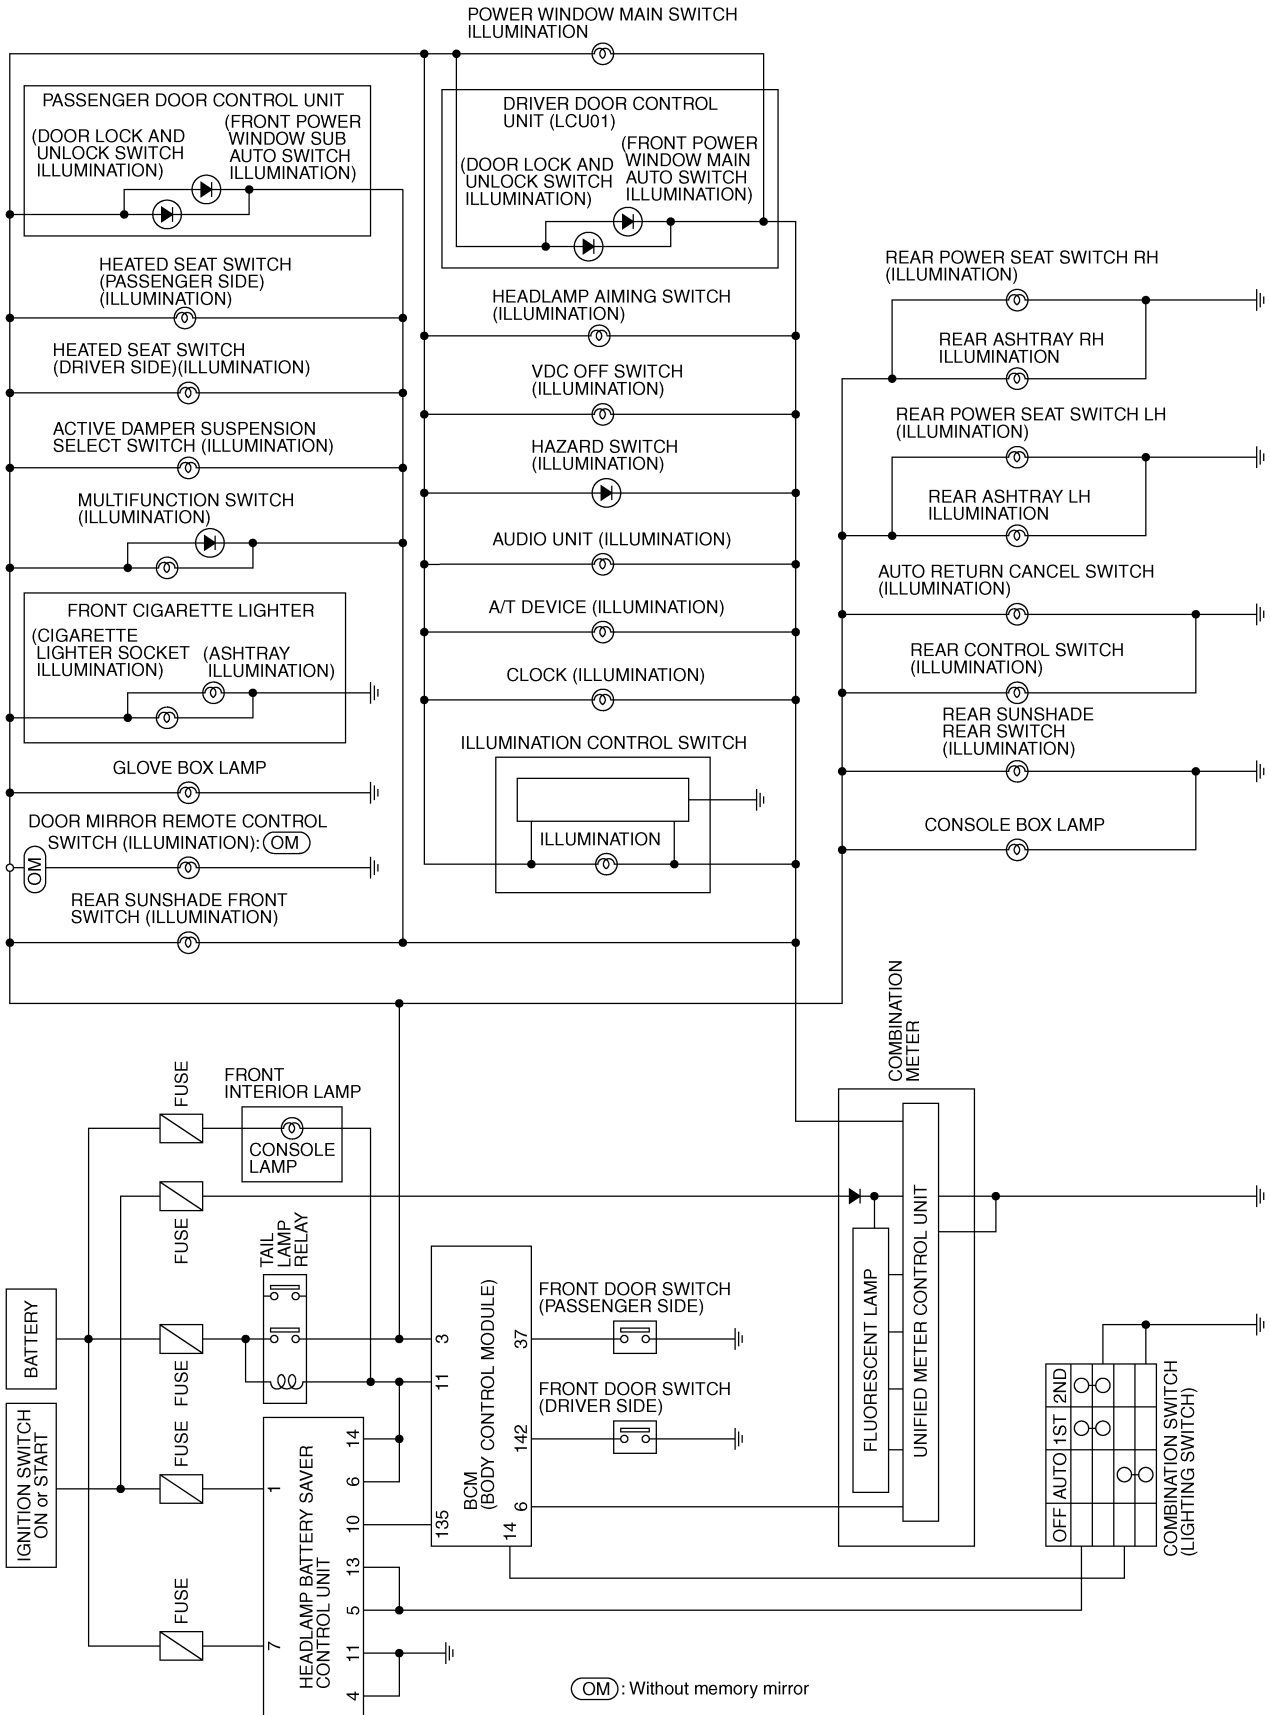 POWER WINDOW MAIN SWITCH
ILLUMINATION
PASSENGER DOOR CONTROL UNIT
(DOOR LOCK AND
UNLOCK SWITCH
ILLUMINATION)
(FRONT POWER
WINDOW SUB
AUTO SWITCH
ILLUMINATION)
DRIVER DOOR CONTROL
UNIT (LCU01)
(DOOR LOCK AND
UNLOCK SWITCH
ILLUMINATION)
(FRONT POWER
WINDOW MAIN
AUTO SWITCH
ILLUMINATION)
HEATED SEAT SWITCH
(PASSENGER SIDE)
(ILLUMINATION)
HEATED SEAT SWITCH
(DRIVER SIDE)(ILLUMINATION)
ACTIVE DAMPER SUSPENSION
SELECT SWITCH (ILLUMINATION)
MULTIFUNCTION SWITCH
(ILLUMINATION)
FRONT CIGARETTE LIGHTER
(CIGARETTE
LIGHTER SOCKET
ILLUMINATION)
(ASHTRAY
ILLUMINATION)
GLOVE BOX LAMP
DOOR MIRROR REMOTE CONTROL
SWITCH (ILLUMINATION): OM
OM
REAR SUNSHADE FRONT
SWITCH (ILLUMINATION)
HEADLAMP AIMING SWITCH
(ILLUMINATION)
VDC OFF SWITCH
(ILLUMINATION)
HAZARD SWITCH
(ILLUMINATION)
AUDIO UNIT (ILLUMINATION)
A/T DEVICE (ILLUMINATION)
CLOCK (ILLUMINATION)
ILLUMINATION CONTROL SWITCH
ILLUMINATION
REAR POWER SEAT SWITCH RH
(ILLUMINATION)
REAR ASHTRAY RH
ILLUMINATION
REAR POWER SEAT SWITCH LH
(ILLUMINATION)
REAR ASHTRAY LH
ILLUMINATION
AUTO RETURN CANCEL SWITCH
(ILLUMINATION)
REAR CONTROL SWITCH
(ILLUMINATION)
REAR SUNSHADE
REAR SWITCH
(ILLUMINATION)
CONSOLE BOX LAMP
FUSE
FRONT
INTERIOR LAMP
CONSOLE
LAMP
FUSE
TAIL
LAMP
RELAY
BATTERY
FUSE
IGNITION SWITCH
ON or START
FUSE
FUSE
1
7
HEADLAMP BATTERY SAVER
CONTROL UNIT
14
6
10
13
5
11
4
3
11
135
BCM
(BODY CONTROL MODULE)
37
142
6
14
FRONT DOOR SWITCH
(PASSENGER SIDE)
FRONT DOOR SWITCH
(DRIVER SIDE)
COMBINATION
METER
FLUORESCENT LAMP
UNIFIED METER CONTROL UNIT
OFF
AUTO
1ST
2ND
COMBINATION SWITCH
(LIGHTING SWITCH)
OM : Without memory mirror